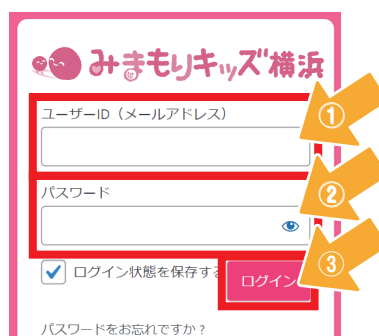 みまもりキッズ横浜
ユーザーID（メールアドレス）
①
パスワード
②
ログイン状態を保存する
ログイン
③
パスワードをお忘れですか？